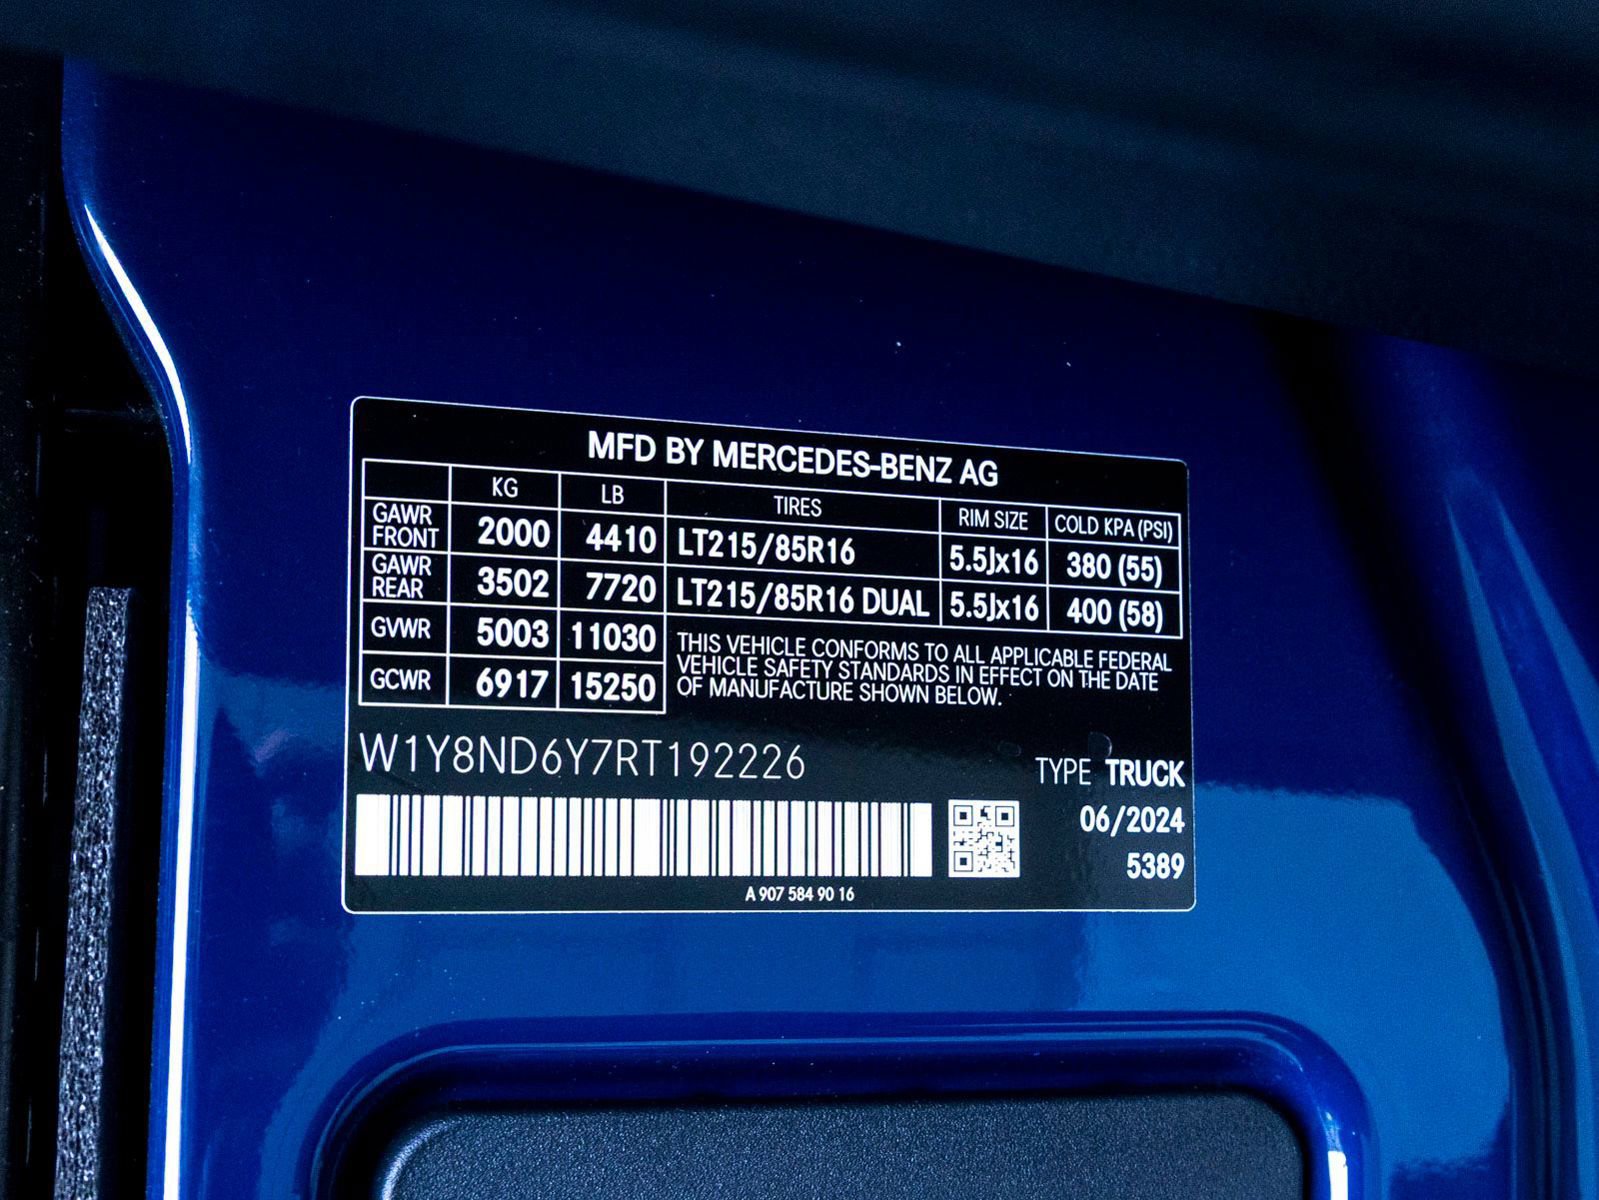 MFD BY MERCEDES-BENZ AG
KG LB TIRES RIM SIZE COLD KPA (PSI)
GAWR FRONT 2000 4410 LT215/85R16 5.5Jx16 380 (55)
GAWR REAR 3502 7720 LT215/85R16 DUAL 5.5Jx16 400 (58)
GVWR 5003 11030
GCWR 6917 15250
THIS VEHICLE CONFORMS TO ALL APPLICABLE FEDERAL
VEHICLE SAFETY STANDARDS IN EFFECT ON THE DATE
OF MANUFACTURE SHOWN BELOW.
W1Y8ND6Y7RT192226
TYPE TRUCK
06/2024
5389
A 907 584 90 16